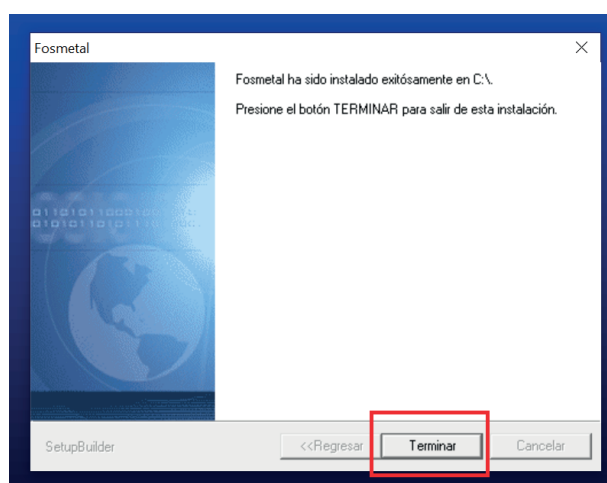 Fosmetal
Fosmetal ha sido instalado exitósamente en C:\.
Presione el botón TERMINAR para salir de esta instalación.
SetupBuilder
<<Regresar
Terminar
Cancelar